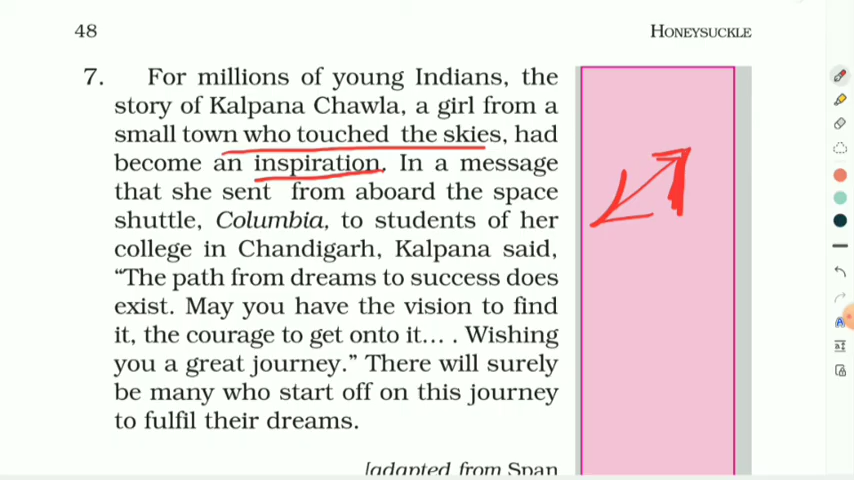 48
HONEYSUCKLE
7. For millions of young Indians, the
story of Kalpana Chawla, a girl from a
small town who touched the skies, had
become an inspiration. In a message
that she sent from aboard the space
shuttle, Columbia, to students of her
college in Chandigarh, Kalpana said,
“The path from dreams to success does
exist. May you have the vision to find
it, the courage to get onto it... . Wishing
you a great journey.” There will surely
be many who start off on this journey
to fulfil their dreams.
[adapted from Span